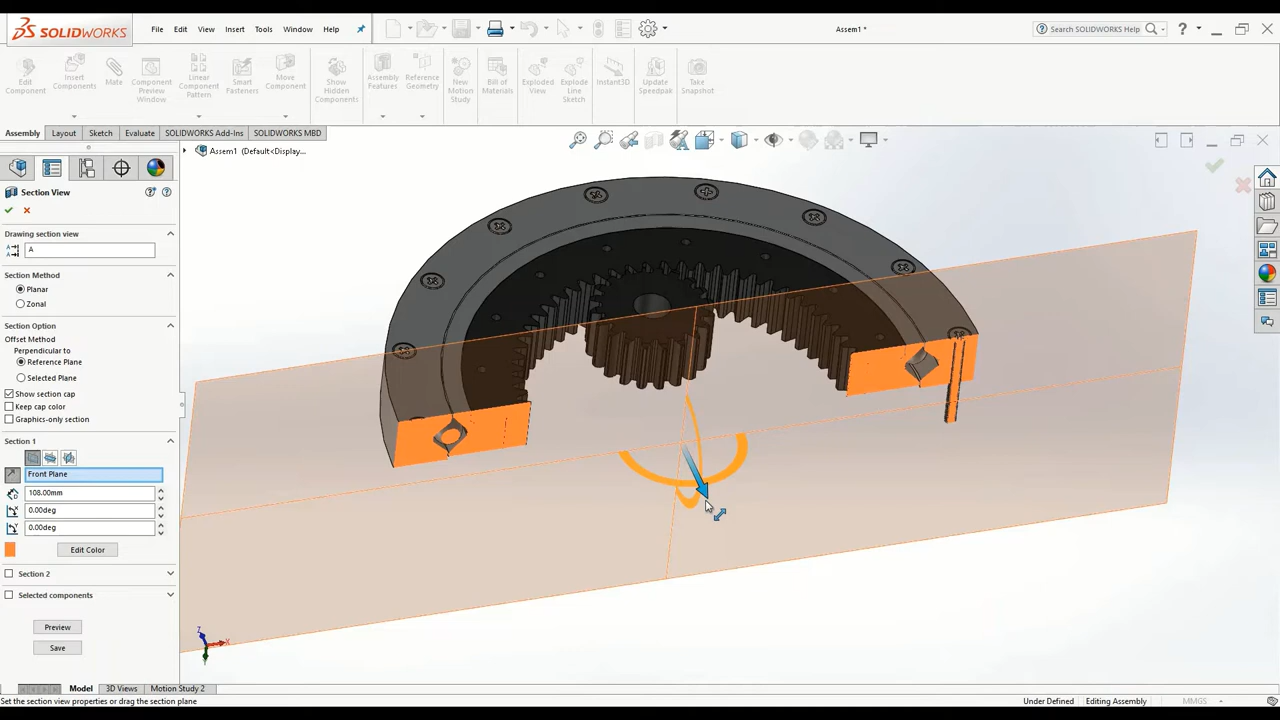 SOLIDWORKS
File Edit View Insert Tools Window Help
Assem1 *
Search SOLIDWORKS Help
?
Edit Component
Insert Components
Mate
Component Preview Window
Linear Component Pattern
Smart Fasteners
Move Component
Show Hidden Components
Assembly Features
Reference Geometry
New Motion Study
Bill of Materials
Exploded View
Explode Line Sketch
Instant3D
Update Speedpak
Take Snapshot
Assembly Layout Sketch Evaluate SOLIDWORKS Add-Ins SOLIDWORKS MBD
Assem1 (Default<Display...
Section View
Drawing section view
A
Section Method
Planar
Zonal
Section Option
Offset Method
Perpendicular to
Reference Plane
Selected Plane
Show section cap
Keep cap color
Graphics-only section
Section 1
Front Plane
108.00mm
0.00deg
0.00deg
Edit Color
Section 2
Selected components
Preview
Save
Z
X
Y
Model 3D Views Motion Study 2
Set the section view properties or drag the section plane
Under Defined Editing Assembly MMGS